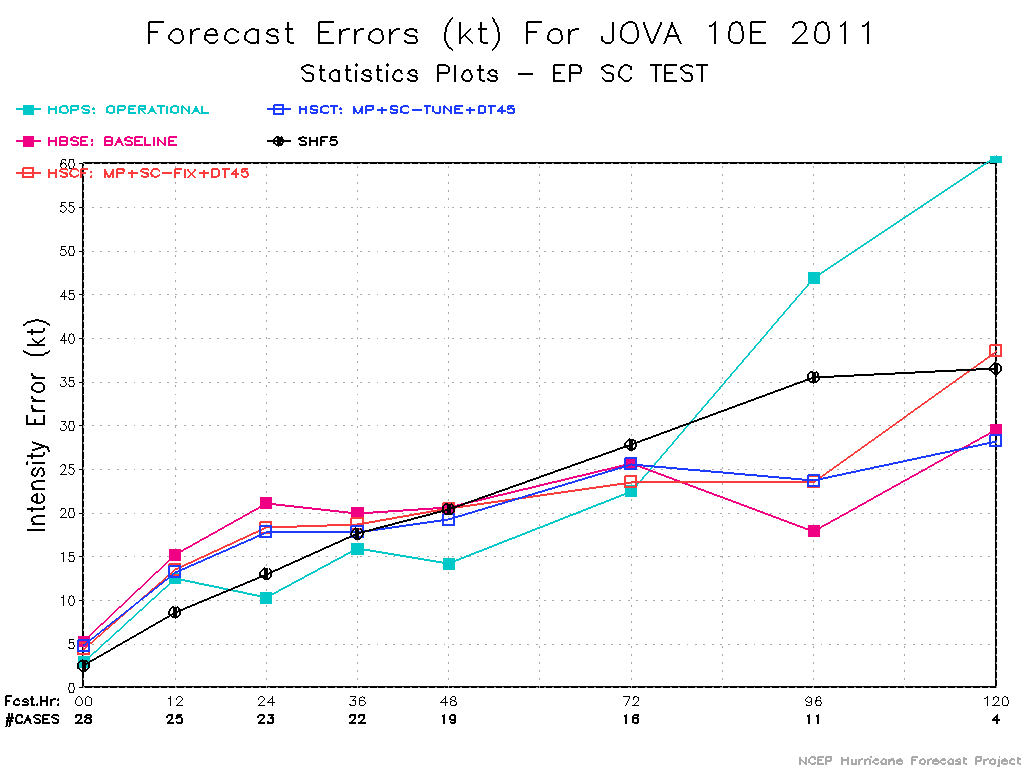 Forecast Errors (kt) For JOVA 10E 2011
Statistics Plots - EP SC TEST
HOPS: OPERATIONAL
HSCT: MP+SC-TUNE+DT45
HBSE: BASELINE
SHF5
HSCF: MP+SC-FIX+DT45
60
55
50
45
40
35
30
25
20
15
10
5
0
Intensity Error (kt)
Fcst.Hr: 00 12 24 36 48 72 96 120
#CASES 28 25 23 22 19 16 11 4
NCEP Hurricane Forecast Project